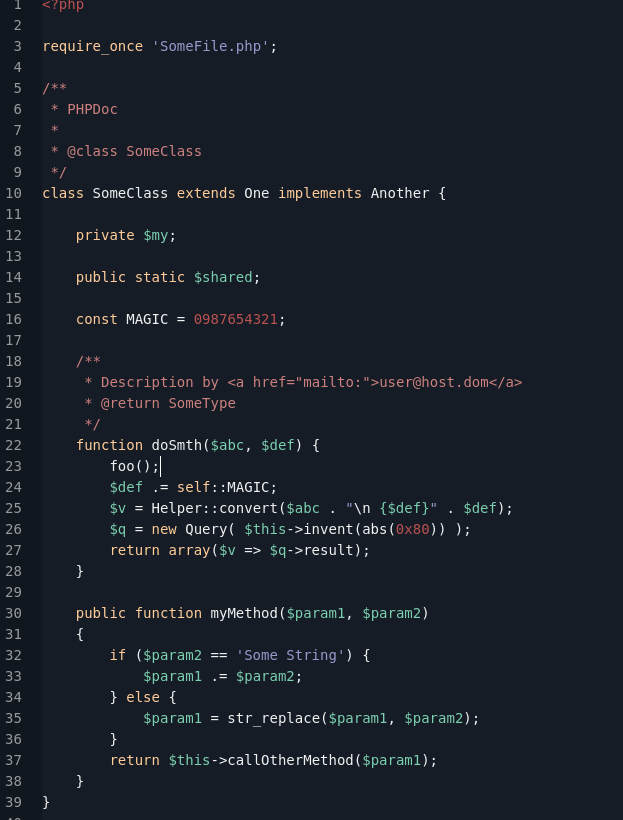 1 <?php
2
3 require_once 'SomeFile.php';
4
5 /**
6  * PHPDoc
7  *
8  * @class SomeClass
9  */
10 class SomeClass extends One implements Another {
11
12     private $my;
13
14     public static $shared;
15
16     const MAGIC = 0987654321;
17
18     /**
19      * Description by <a href="mailto:">user@host.dom</a>
20      * @return SomeType
21      */
22     function doSmth($abc, $def) {
23         foo();
24         $def .= self::MAGIC;
25         $v = Helper::convert($abc . "\n {$def}" . $def);
26         $q = new Query( $this->invent(abs(0x80)) );
27         return array($v => $q->result);
28     }
29
30     public function myMethod($param1, $param2)
31     {
32         if ($param2 == 'Some String') {
33             $param1 .= $param2;
34         } else {
35             $param1 = str_replace($param1, $param2);
36         }
37         return $this->callOtherMethod($param1);
38     }
39 }